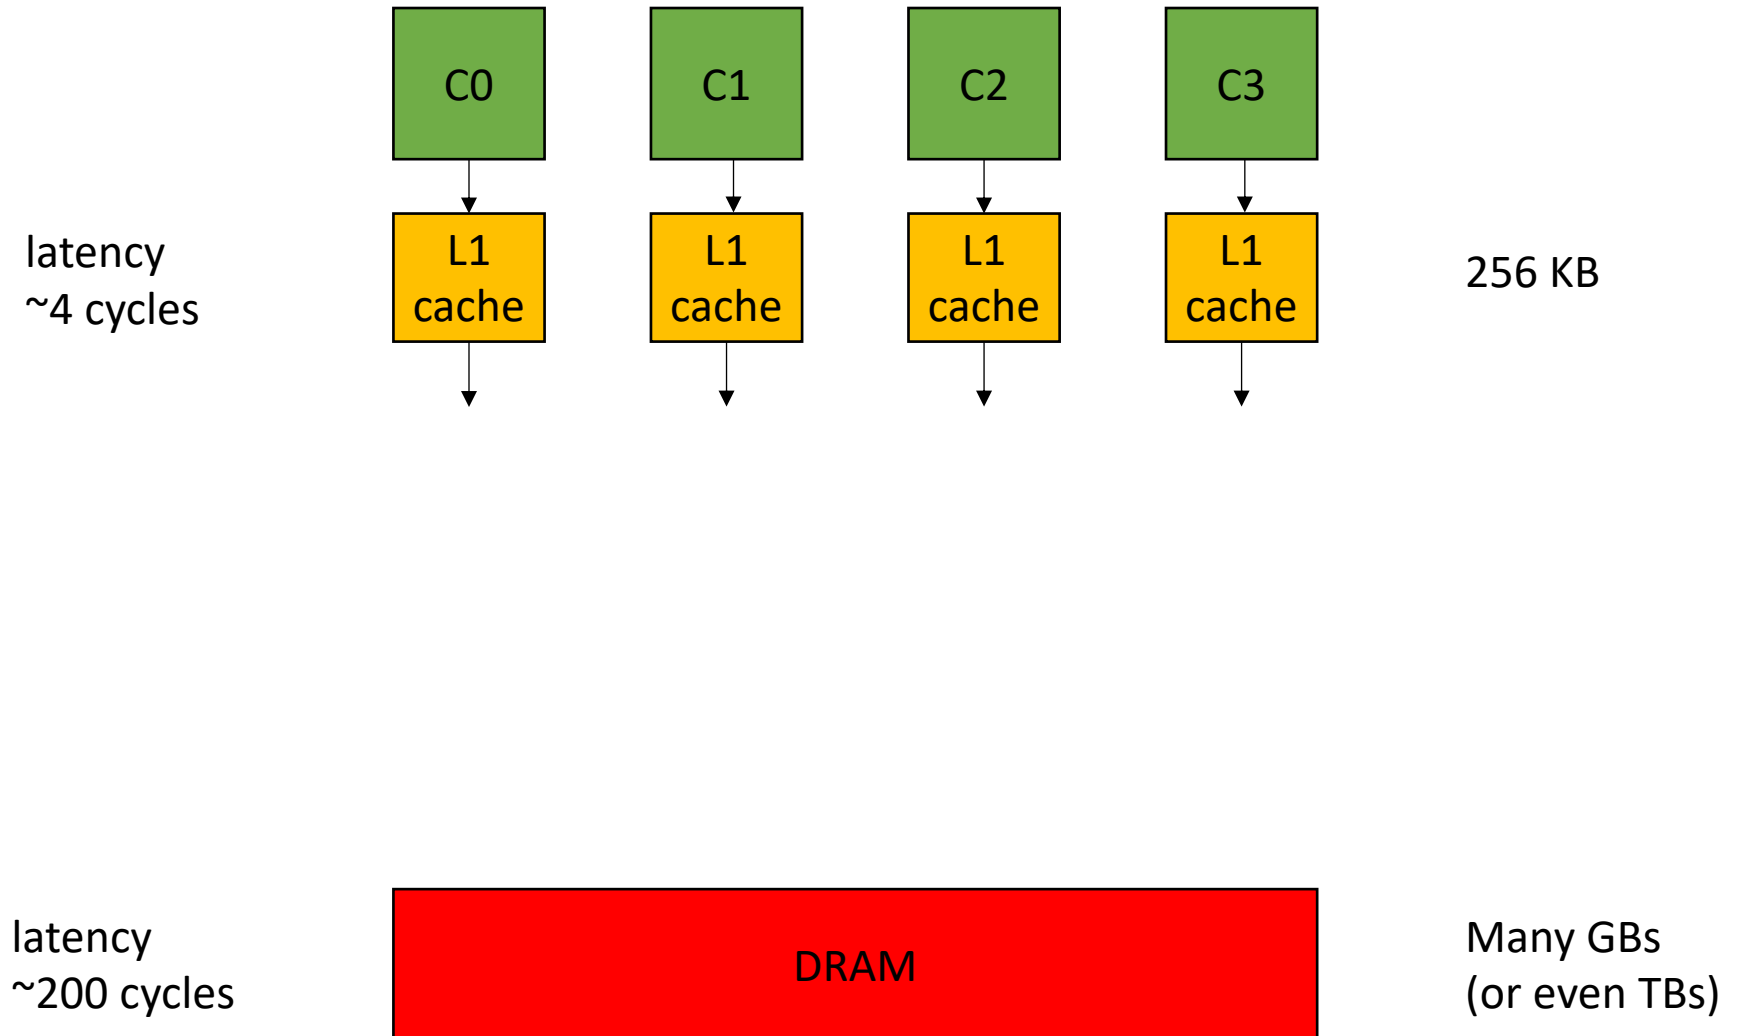 C0
C1
C2
C3
latency
~4 cycles
L1
cache
L1
cache
L1
cache
L1
cache
256 KB
latency
~200 cycles
DRAM
Many GBs
(or even TBs)